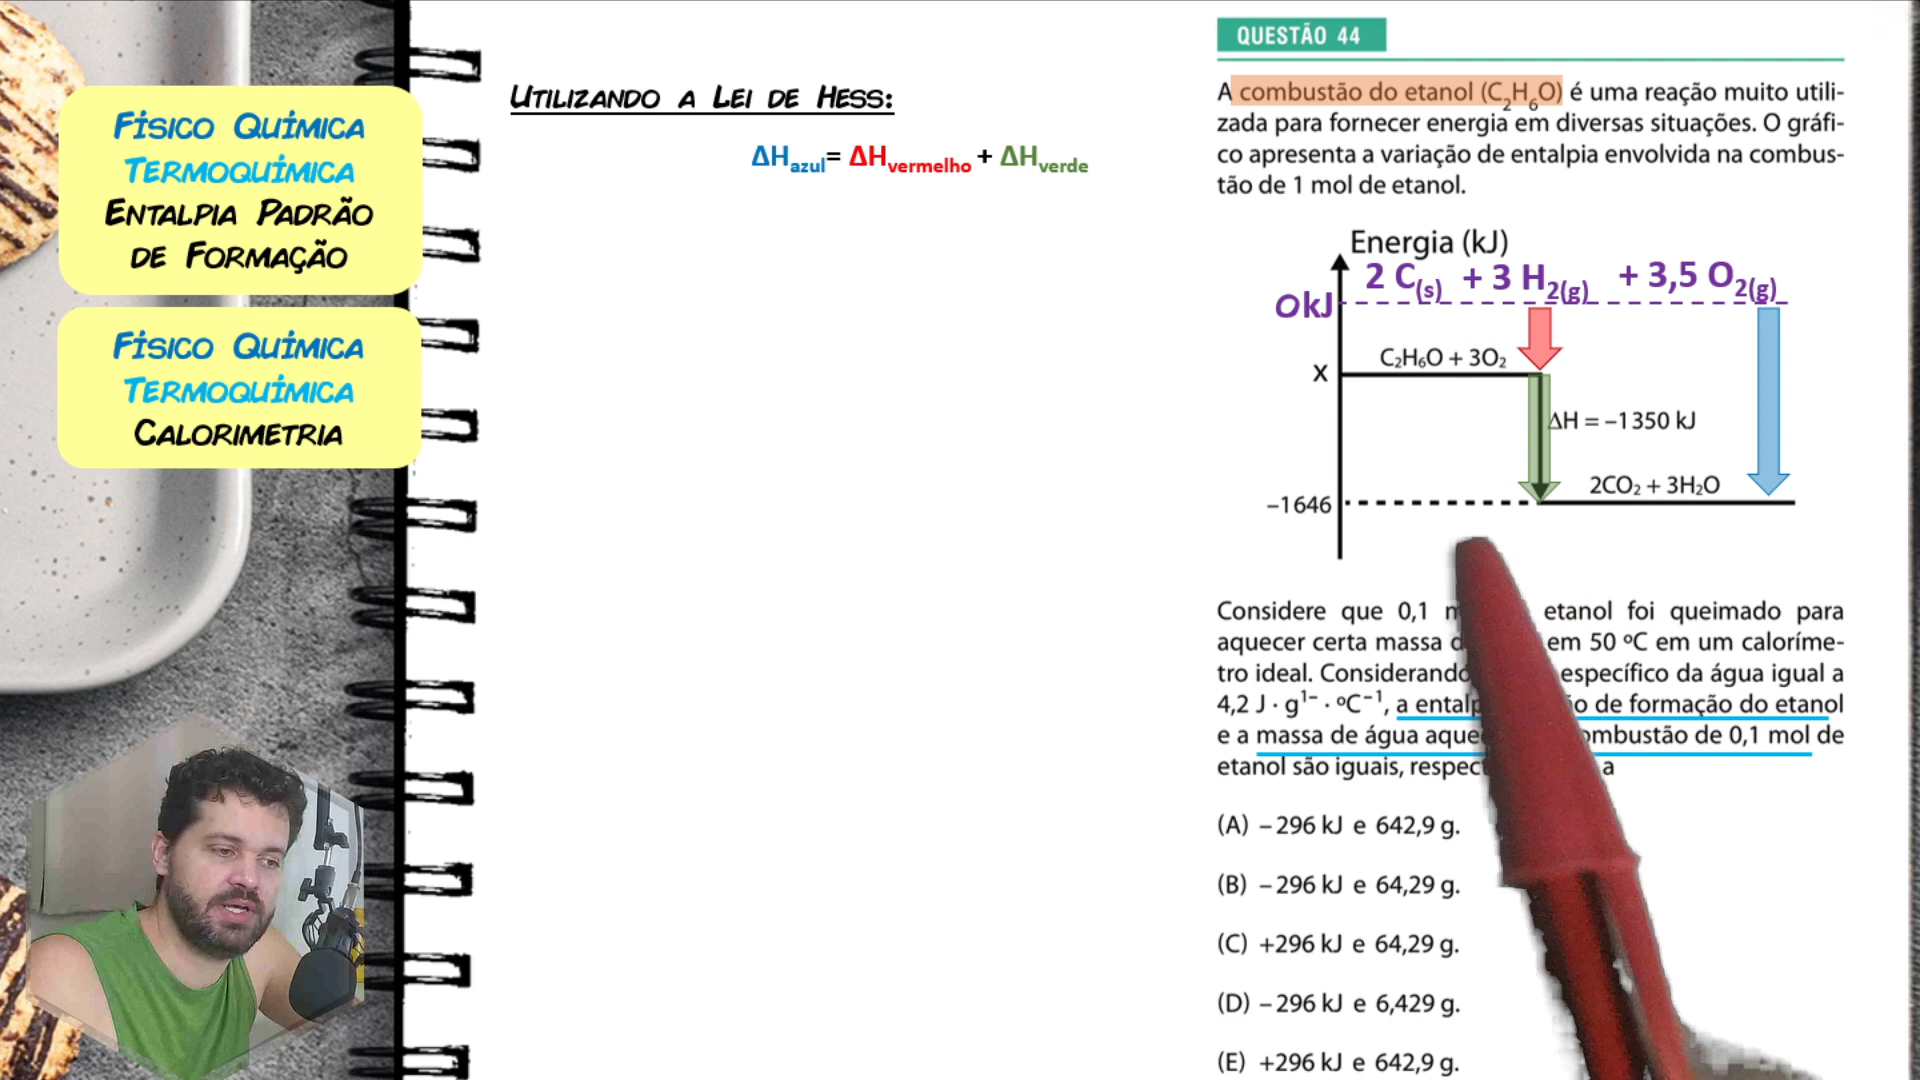 FÍSICO QUÍMICA
TERMOQUÍMICA
ENTALPIA PADRÃO
DE FORMAÇÃO
FÍSICO QUÍMICA
TERMOQUÍMICA
CALORIMETRIA
UTILIZANDO A LEI DE HESS:
ΔHazul= ΔHvermelho + ΔHverde
QUESTÃO 44
A combustão do etanol (C₂H₆O) é uma reação muito utili-
zada para fornecer energia em diversas situações. O gráfi-
co apresenta a variação de entalpia envolvida na combus-
tão de 1 mol de etanol.
Energia (kJ)
2 C(s) + 3 H2(g) + 3,5 O2(g)
0kJ
C₂H₆O + 3O₂
X
ΔH = –1350 kJ
2CO₂ + 3H₂O
–1646
Considere que 0,1 etanol foi queimado para
aquecer certa massa em 50 ºC em um caloríme-
tro ideal. Considerando específico da água igual a
4,2 J · g¹⁻ · ºC⁻¹, a de formação do etanol
e a massa de água de 0,1 mol de
etanol são iguais, a
(A) – 296 kJ e 642,9 g.
(B) – 296 kJ e 64,29 g.
(C) +296 kJ e 64,29 g.
(D) – 296 kJ e 6,429 g.
(E) +296 kJ e 642,9 g.